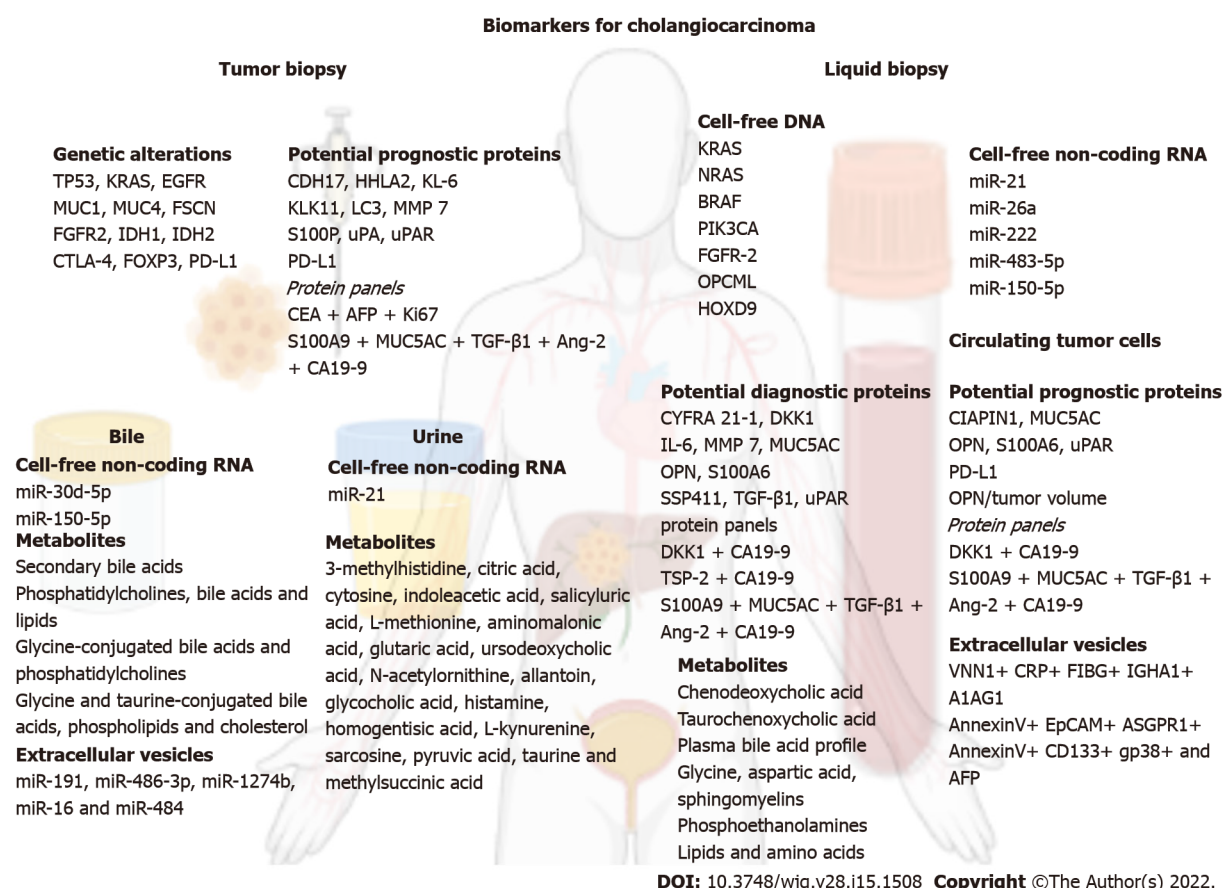 Biomarkers for cholangiocarcinoma
Tumor biopsy
Genetic alterations
TP53, KRAS, EGFR
MUC1, MUC4, FSCN
FGFR2, IDH1, IDH2
CTLA-4, FOXP3, PD-L1
Potential prognostic proteins
CDH17, HHLA2, KL-6
KLK11, LC3, MMP 7
S100P, uPA, uPAR
PD-L1
Protein panels
CEA + AFP + Ki67
S100A9 + MUC5AC + TGF-β1 + Ang-2
+ CA19-9
Bile
Cell-free non-coding RNA
miR-30d-5p
miR-150-5p
Metabolites
Secondary bile acids
Phosphatidylcholines, bile acids and
lipids
Glycine-conjugated bile acids and
phosphatidylcholines
Glycine and taurine-conjugated bile
acids, phospholipids and cholesterol
Extracellular vesicles
miR-191, miR-486-3p, miR-1274b,
miR-16 and miR-484
Urine
Cell-free non-coding RNA
miR-21
Metabolites
3-methylhistidine, citric acid,
cytosine, indoleacetic acid, salicyluric
acid, L-methionine, aminomalonic
acid, glutaric acid, ursodeoxycholic
acid, N-acetylornithine, allantoin,
glycocholic acid, histamine,
homogentisic acid, L-kynurenine,
sarcosine, pyruvic acid, taurine and
methylsuccinic acid
Liquid biopsy
Cell-free DNA
KRAS
NRAS
BRAF
PIK3CA
FGFR-2
OPCML
HOXD9
Cell-free non-coding RNA
miR-21
miR-26a
miR-222
miR-483-5p
miR-150-5p
Circulating tumor cells
Potential diagnostic proteins
CYFRA 21-1, DKK1
IL-6, MMP 7, MUC5AC
OPN, S100A6
SSP411, TGF-β1, uPAR
protein panels
DKK1 + CA19-9
TSP-2 + CA19-9
S100A9 + MUC5AC + TGF-β1 +
Ang-2 + CA19-9
Metabolites
Chenodeoxycholic acid
Taurochenoxycholic acid
Plasma bile acid profile
Glycine, aspartic acid,
sphingomyelins
Phosphoethanolamines
Lipids and amino acids
Potential prognostic proteins
CIAPIN1, MUC5AC
OPN, S100A6, uPAR
PD-L1
OPN/tumor volume
Protein panels
DKK1 + CA19-9
S100A9 + MUC5AC + TGF-β1 +
Ang-2 + CA19-9
Extracellular vesicles
VNN1+ CRP+ FIBG+ IGHA1+
A1AG1
AnnexinV+ EpCAM+ ASGPR1+
AnnexinV+ CD133+ gp38+ and
AFP
DOI: 10.3748/wjg.v28.i15.1508 Copyright ©The Author(s) 2022.